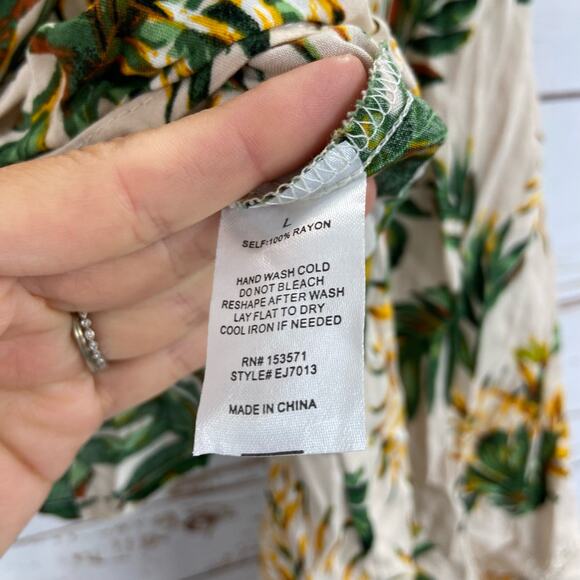 L
SELF:100% RAYON
HAND WASH COLD
DO NOT BLEACH
RESHAPE AFTER WASH
LAY FLAT TO DRY
COOL IRON IF NEEDED
RN# 153571
STYLE# EJ7013
MADE IN CHINA